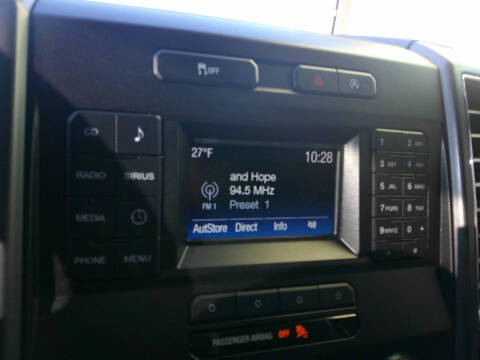 OFF
CD
RADIO SIRIUS
MEDIA
PHONE MENU
27°F 10:28
and Hope
94.5 MHz
FM 1 Preset 1
AutStore Direct Info
1 2 ABC
3 DEF 4 GHI
5 JKL 6 MNO
7 PQRS 8 TUV
9 WXYZ 0 +
* #
PASSENGER AIRBAG OFF